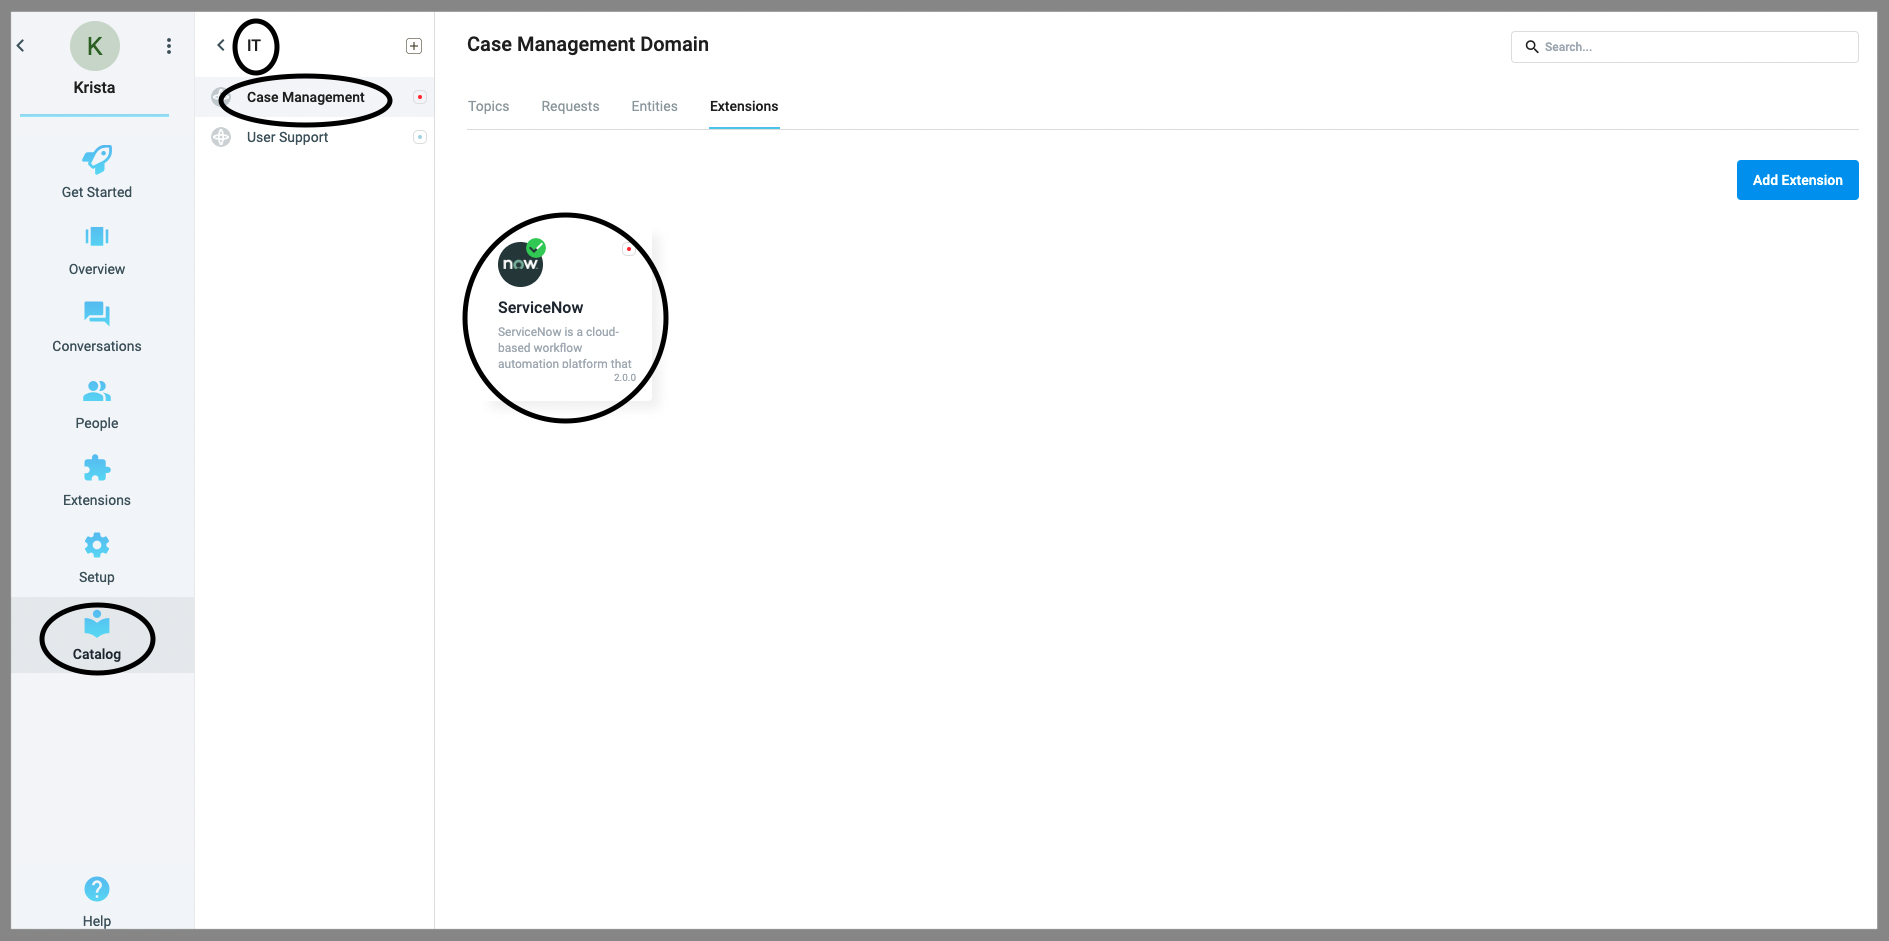 K
Krista
Get Started
Overview
Conversations
People
Extensions
Setup
Catalog
Help
IT
Case Management
User Support
Case Management Domain
Search...
Topics Requests Entities Extensions
Add Extension
now
ServiceNow
ServiceNow is a cloud-
based workflow
automation platform that
2.0.0